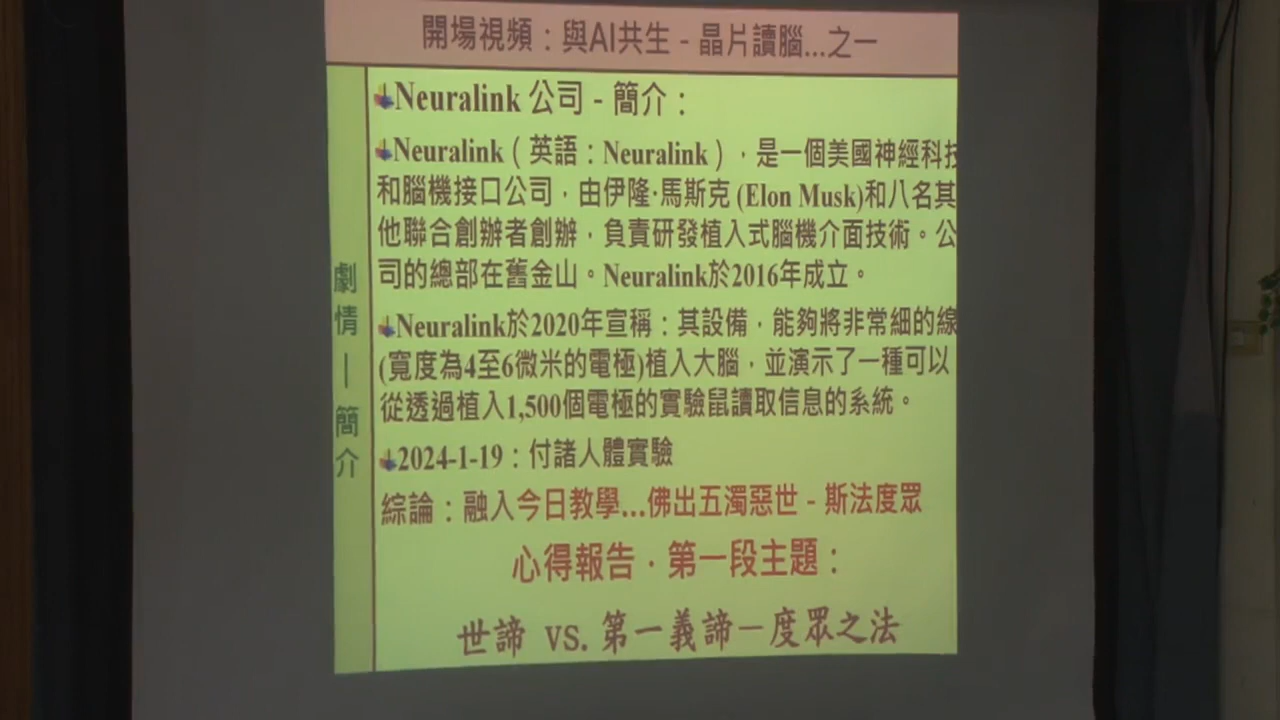 開場視頻：與AI共生 - 晶片讀腦...之一
劇情—簡介
Neuralink 公司 - 簡介：
Neuralink（英語：Neuralink），是一個美國神經科技
和腦機接口公司，由伊隆·馬斯克 (Elon Musk)和八名其
他聯合創辦者創辦，負責研發植入式腦機介面技術。公
司的總部在舊金山。Neuralink於2016年成立。
Neuralink於2020年宣稱：其設備，能夠將非常細的線
(寬度為4至6微米的電極)植入大腦，並演示了一種可以
從透過植入1,500個電極的實驗鼠讀取信息的系統。
2024-1-19：付諸人體實驗
綜論：融入今日教學...佛出五濁惡世 - 斯法度眾
心得報告．第一段主題：
世諦 vs. 第一義諦－度眾之法